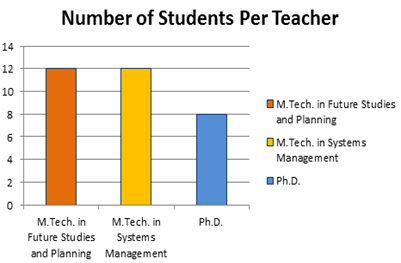 Number of Students Per Teacher
14
12
10
8
6
4
2
0
M.Tech. in
Future Studies
and Planning
M.Tech. in
Systems
Management
Ph.D.
M.Tech. in Future Studies
and Planning
M.Tech. in Systems
Management
Ph.D.